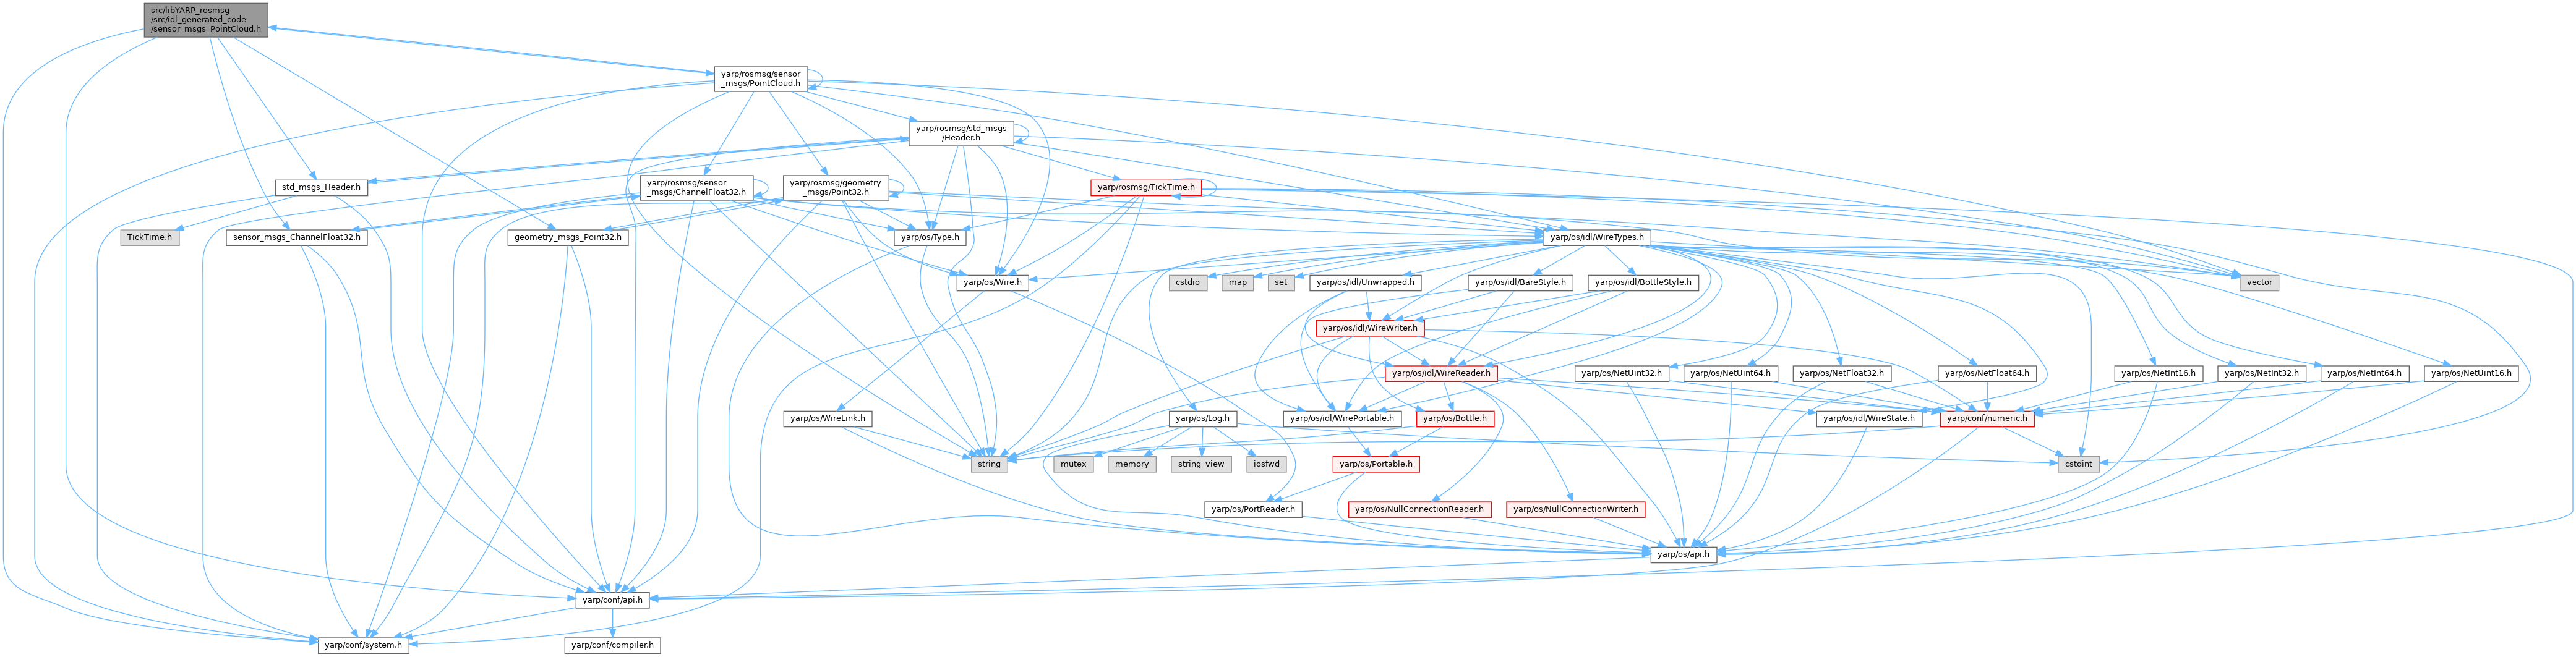 src/libYARP_rosmsg
/src/idl_generated_code
/sensor_msgs_PointCloud.h
yarp/rosmsg/sensor
_msgs/PointCloud.h
yarp/rosmsg/std_msgs
/Header.h
std_msgs_Header.h
yarp/rosmsg/sensor
_msgs/ChannelFloat32.h
yarp/rosmsg/geometry
_msgs/Point32.h
yarp/rosmsg/TickTime.h
TickTime.h
sensor_msgs_ChannelFloat32.h
geometry_msgs_Point32.h
yarp/os/Type.h
yarp/os/idl/WireTypes.h
yarp/os/Wire.h
cstdio
map
set
yarp/os/idl/Unwrapped.h
yarp/os/idl/BareStyle.h
yarp/os/idl/BottleStyle.h
vector
yarp/os/idl/WireWriter.h
yarp/os/idl/WireReader.h
yarp/os/NetUint32.h
yarp/os/NetUint64.h
yarp/os/NetFloat32.h
yarp/os/NetFloat64.h
yarp/os/NetInt16.h
yarp/os/NetInt32.h
yarp/os/NetInt64.h
yarp/os/NetUint16.h
yarp/os/WireLink.h
yarp/os/Log.h
yarp/os/idl/WirePortable.h
yarp/os/Bottle.h
yarp/os/idl/WireState.h
yarp/conf/numeric.h
string
mutex
memory
string_view
iosfwd
yarp/os/Portable.h
cstdint
yarp/os/PortReader.h
yarp/os/NullConnectionReader.h
yarp/os/NullConnectionWriter.h
yarp/os/api.h
yarp/conf/api.h
yarp/conf/system.h
yarp/conf/compiler.h